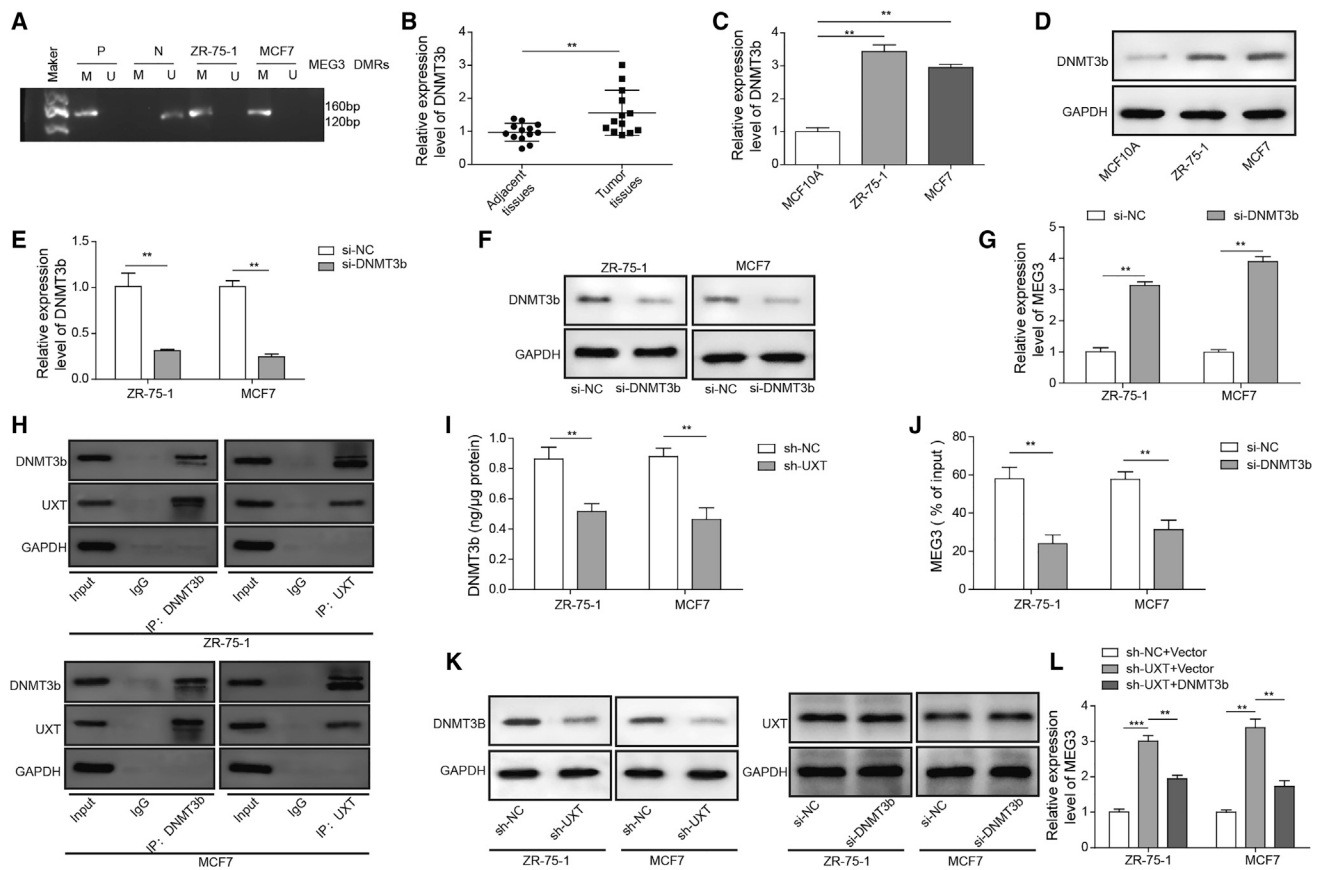 A
P N ZR-75-1 MCF7
Maker M U M U M U M U MEG3 DMRs
160bp
120bp
B
Relative expression
level of DNMT3b
4
3
2
1
0
**
Adjacent
tissues
Tumor
tissues
C
Relative expression
level of DNMT3b
4
3
2
1
0
**
**
MCF10A
ZR-75-1
MCF7
D
DNMT3b
GAPDH
MCF10A
ZR-75-1
MCF7
E
Relative expression
level of DNMT3b
1.5
1.0
0.5
0.0
** **
si-NC
si-DNMT3b
ZR-75-1 MCF7
F
ZR-75-1 MCF7
DNMT3b
GAPDH
si-NC si-DNMT3b si-NC si-DNMT3b
G
si-NC si-DNMT3b
Relative expression
level of MEG3
5
4
3
2
1
0
** **
ZR-75-1 MCF7
H
DNMT3b
UXT
GAPDH
Input IgG IP: DNMT3b Input IgG IP: UXT
ZR-75-1
DNMT3b
UXT
GAPDH
Input IgG IP: DNMT3b Input IgG IP: UXT
MCF7
I
DNMT3b (ng/µg protein)
1.0
0.8
0.6
0.4
0.2
0.0
** **
sh-NC
sh-UXT
ZR-75-1 MCF7
J
MEG3 ( % of input )
80
60
40
20
0
** **
si-NC
si-DNMT3b
ZR-75-1 MCF7
K
DNMT3B
GAPDH
sh-NC sh-UXT sh-NC sh-UXT
ZR-75-1 MCF7
UXT
GAPDH
si-NC si-DNMT3b si-NC si-DNMT3b
ZR-75-1 MCF7
L
sh-NC+Vector
sh-UXT+Vector
sh-UXT+DNMT3b
Relative expression
level of MEG3
4
3
2
1
0
*** ** ** **
ZR-75-1 MCF7